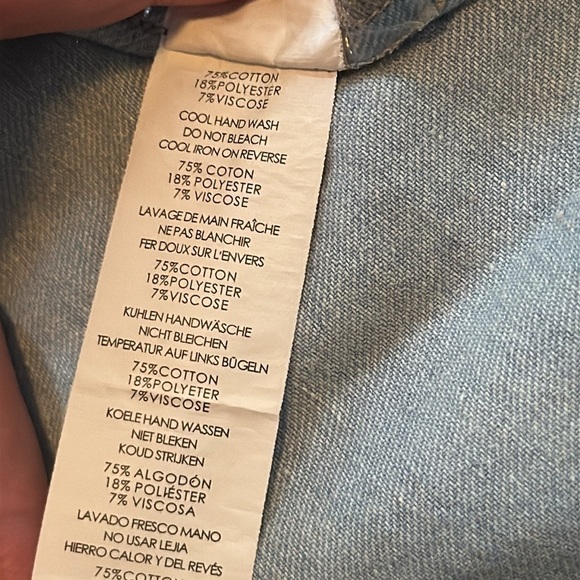 75%COTTON
18%POLYESTER
7%VISCOSE
COOL HAND WASH
DO NOT BLEACH
COOL IRON ON REVERSE
75% COTON
18% POLYESTER
7% VISCOSE
LAVAGE DE MAIN FRAÎCHE
NE PAS BLANCHIR
FER DOUX SUR L'ENVERS
75%COTTON
18%POLYESTER
7%VISCOSE
KUHLEN HANDWÄSCHE
NICHT BLEICHEN
TEMPERATUR AUF LINKS BÜGELN
75%COTTON
18%POLYETER
7%VISCOSE
KOELE HAND WASSEN
NIET BLEKEN
KOUD STRIJKEN
75% ALGODÓN
18% POLIÉSTER
7% VISCOSA
LAVADO FRESCO MANO
NO USAR LEJIA
HIERRO CALOR Y DEL REVÉS
75%COTTON